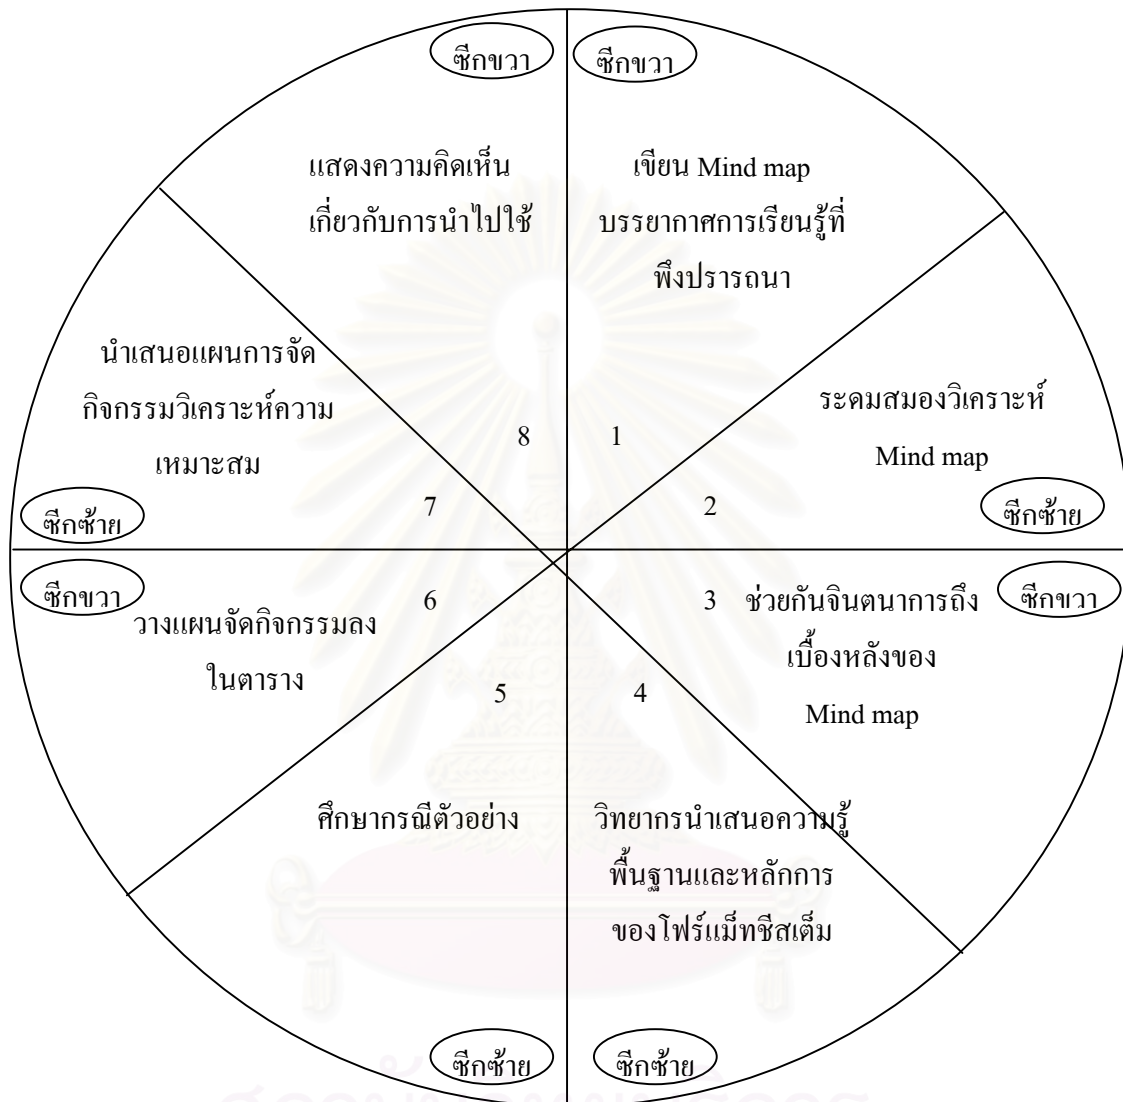 ซีกขวา
เขียน Mind map
บรรยากาศการเรียนรู้ที่
พึงปรารถนา
1
ระดมสมองวิเคราะห์
Mind map
2
ซีกซ้าย
ซีกขวา
3
ช่วยกันจินตนาการถึง
เบื้องหลังของ
Mind map
4
วิทยากรนำเสนอความรู้
พื้นฐานและหลักการ
ของโฟร์แม็ทซีสเต็ม
ซีกซ้าย
5
ศึกษากรณีตัวอย่าง
ซีกซ้าย
ซีกขวา
6
วางแผนจัดกิจกรรมลง
ในตาราง
นำเสนอแผนการจัด
กิจกรรมวิเคราะห์ความ
เหมาะสม
7
ซีกซ้าย
ซีกขวา
แสดงความคิดเห็น
เกี่ยวกับการนำไปใช้
8